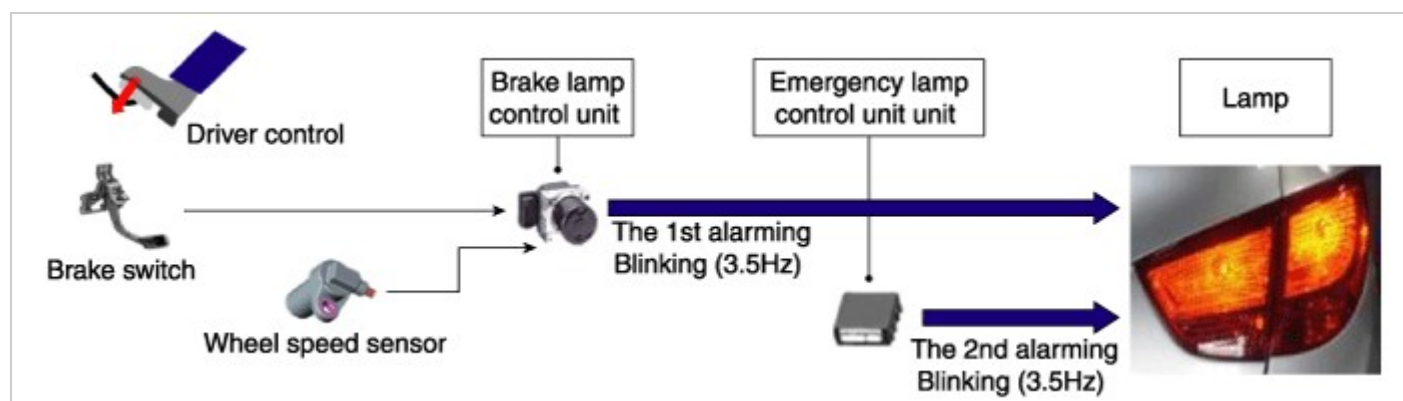 Driver control
Brake switch
Wheel speed sensor
Brake lamp
control unit
The 1st alarming
Blinking (3.5Hz)
Emergency lamp
control unit unit
The 2nd alarming
Blinking (3.5Hz)
Lamp